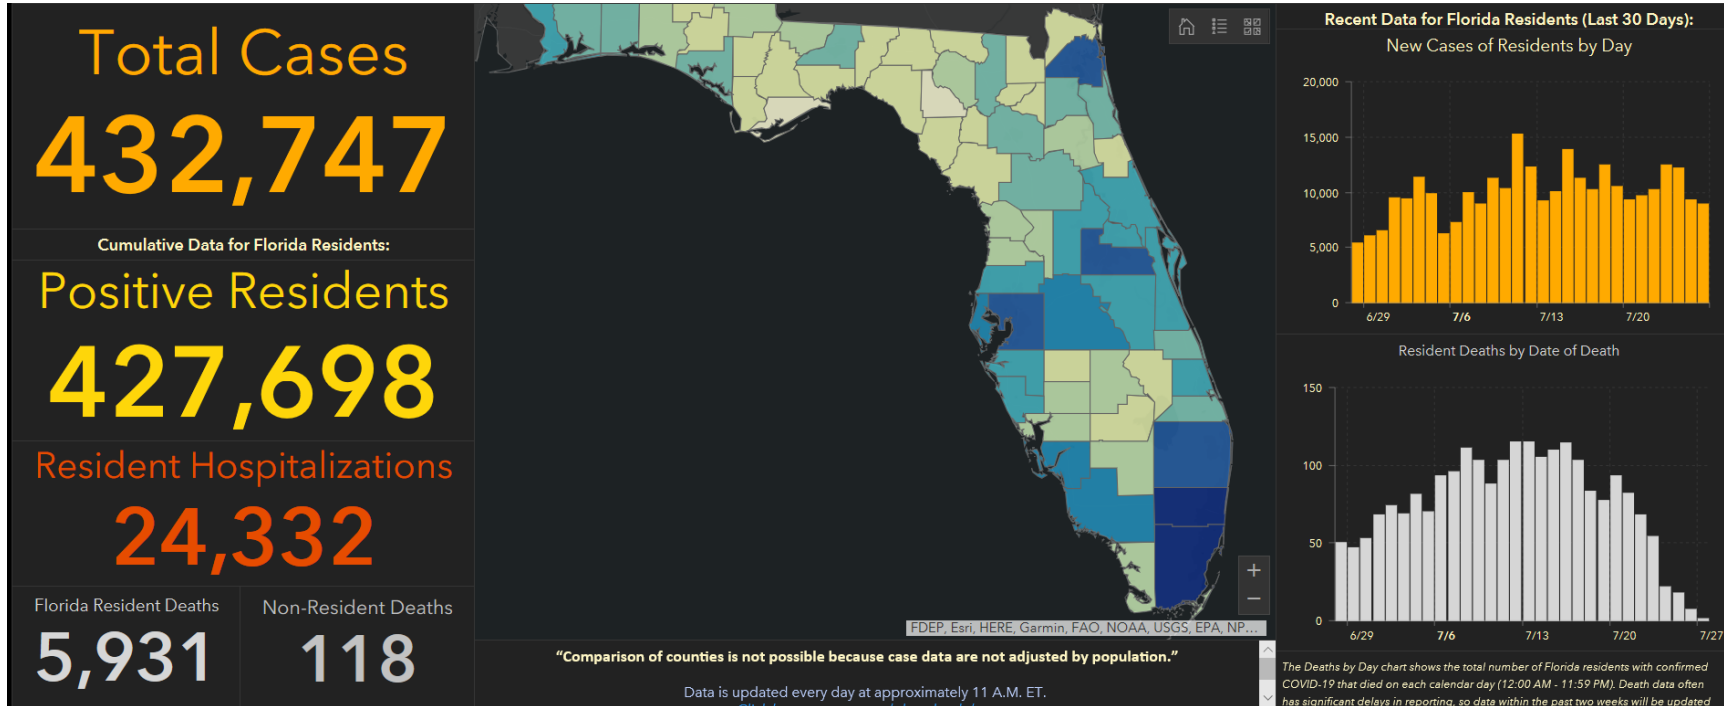 Total Cases
432,747
Cumulative Data for Florida Residents:
Positive Residents
427,698
Resident Hospitalizations
24,332
Florida Resident Deaths
5,931
Non-Resident Deaths
118
FDEP, Esri, HERE, Garmin, FAO, NOAA, USGS, EPA, NP...
“Comparison of counties is not possible because case data are not adjusted by population.”
Data is updated every day at approximately 11 A.M. ET.
Recent Data for Florida Residents (Last 30 Days):
New Cases of Residents by Day
20,000
15,000
10,000
5,000
0
6/29 7/6 7/13 7/20
Resident Deaths by Date of Death
150
100
50
0
6/29 7/6 7/13 7/20 7/27
The Deaths by Day chart shows the total number of Florida residents with confirmed
COVID-19 that died on each calendar day (12:00 AM - 11:59 PM). Death data often
has significant delays in reporting, so data within the past two weeks will be updated